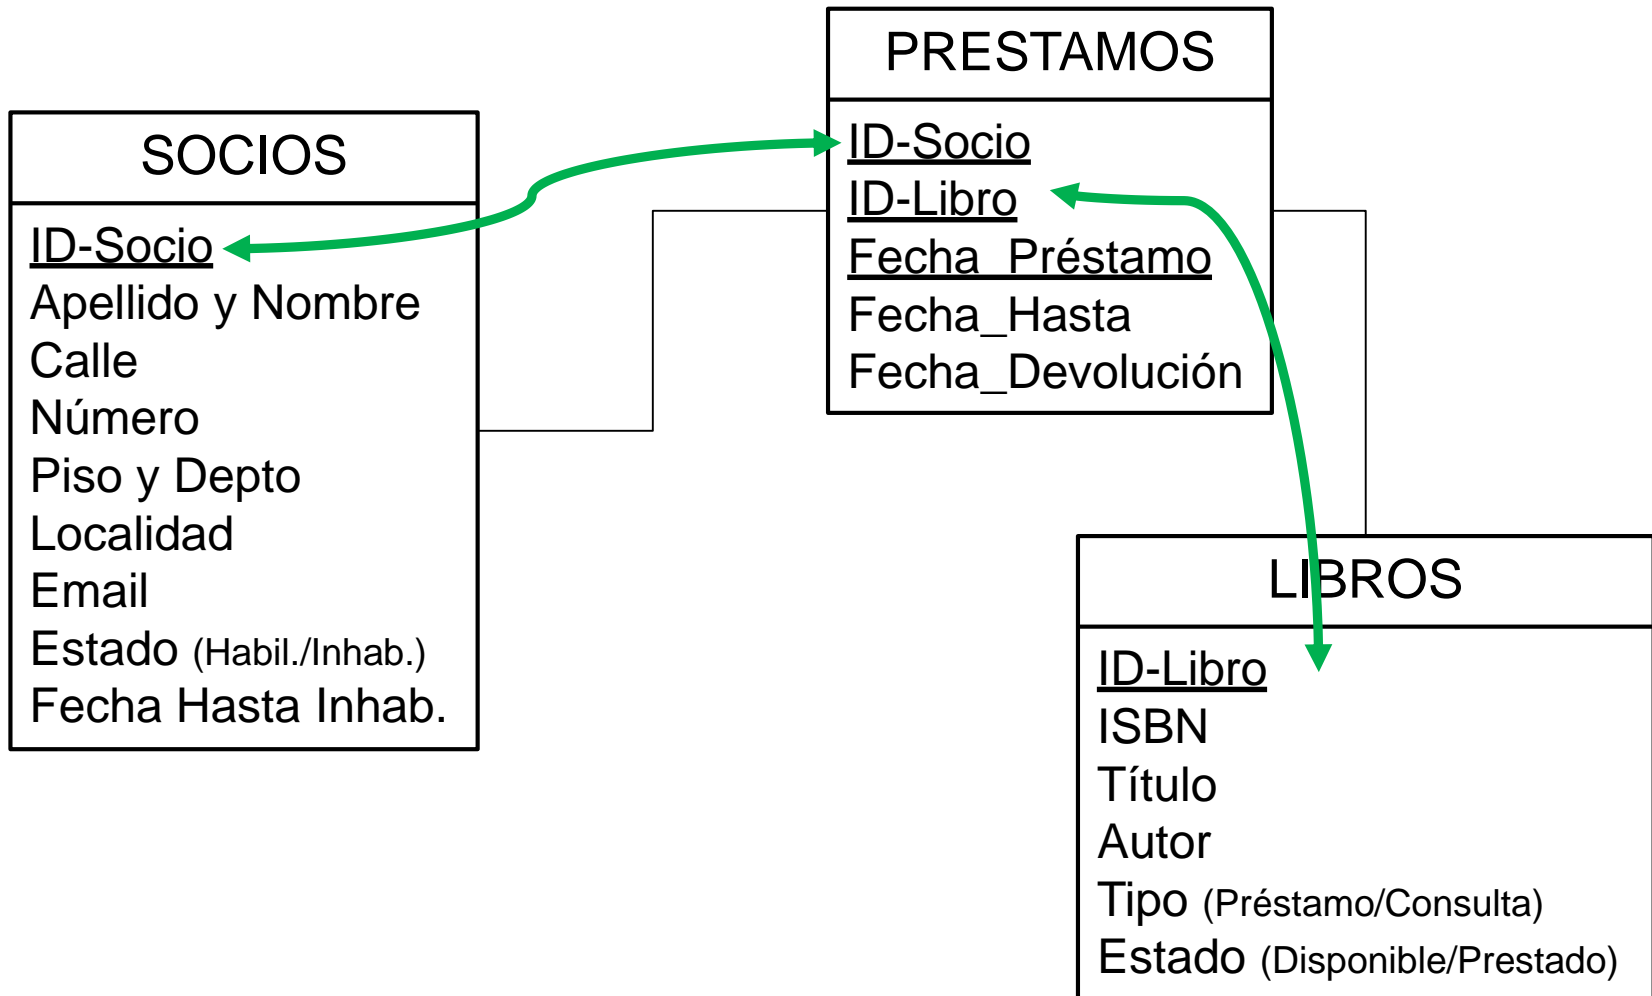 SOCIOS
ID-Socio
Apellido y Nombre
Calle
Número
Piso y Depto
Localidad
Email
Estado (Habil./Inhab.)
Fecha Hasta Inhab.
PRESTAMOS
ID-Socio
ID-Libro
Fecha_Préstamo
Fecha_Hasta
Fecha_Devolución
LIBROS
ID-Libro
ISBN
Título
Autor
Tipo (Préstamo/Consulta)
Estado (Disponible/Prestado)